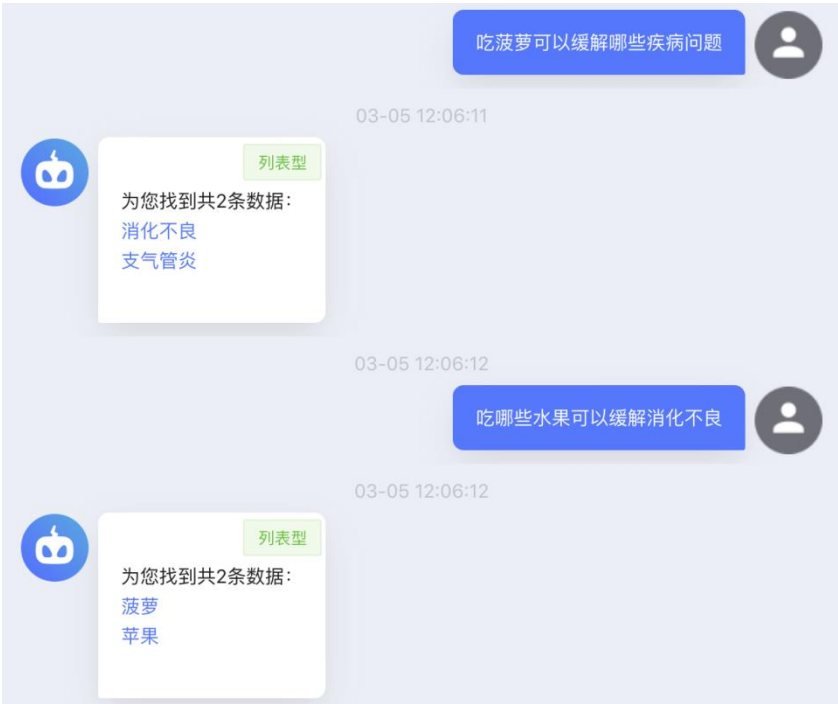 吃菠萝可以缓解哪些疾病问题
03-05 12:06:11
列表型
为您找到共2条数据:
消化不良
支气管炎
03-05 12:06:12
吃哪些水果可以缓解消化不良
03-05 12:06:12
列表型
为您找到共2条数据:
菠萝
苹果